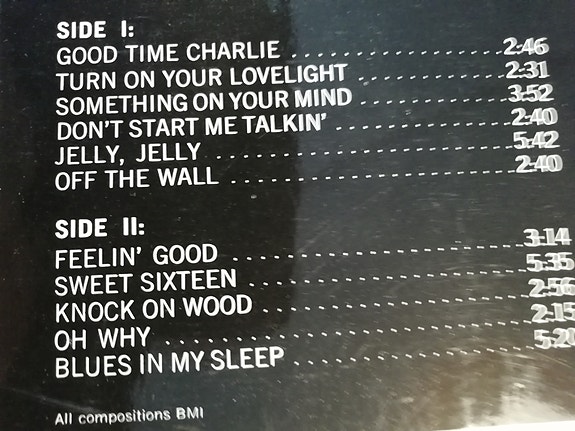 SIDE I:
GOOD TIME CHARLIE . . . . . . . . . . . . . . . . . . . . 2:46
TURN ON YOUR LOVELIGHT . . . . . . . . . . . . . . 2:31
SOMETHING ON YOUR MIND . . . . . . . . . . . . . . 3:52
DON'T START ME TALKIN' . . . . . . . . . . . . . . . . 2:40
JELLY, JELLY . . . . . . . . . . . . . . . . . . . . . . . . . . . 5:42
OFF THE WALL . . . . . . . . . . . . . . . . . . . . . . . . . 2:40
SIDE II:
FEELIN' GOOD . . . . . . . . . . . . . . . . . . . . . . . . . 3:14
SWEET SIXTEEN . . . . . . . . . . . . . . . . . . . . . . . . 5:35
KNOCK ON WOOD . . . . . . . . . . . . . . . . . . . . . . . 2:56
OH WHY . . . . . . . . . . . . . . . . . . . . . . . . . . . . . . 2:15
BLUES IN MY SLEEP . . . . . . . . . . . . . . . . . . . . . 5:20
All compositions BMI